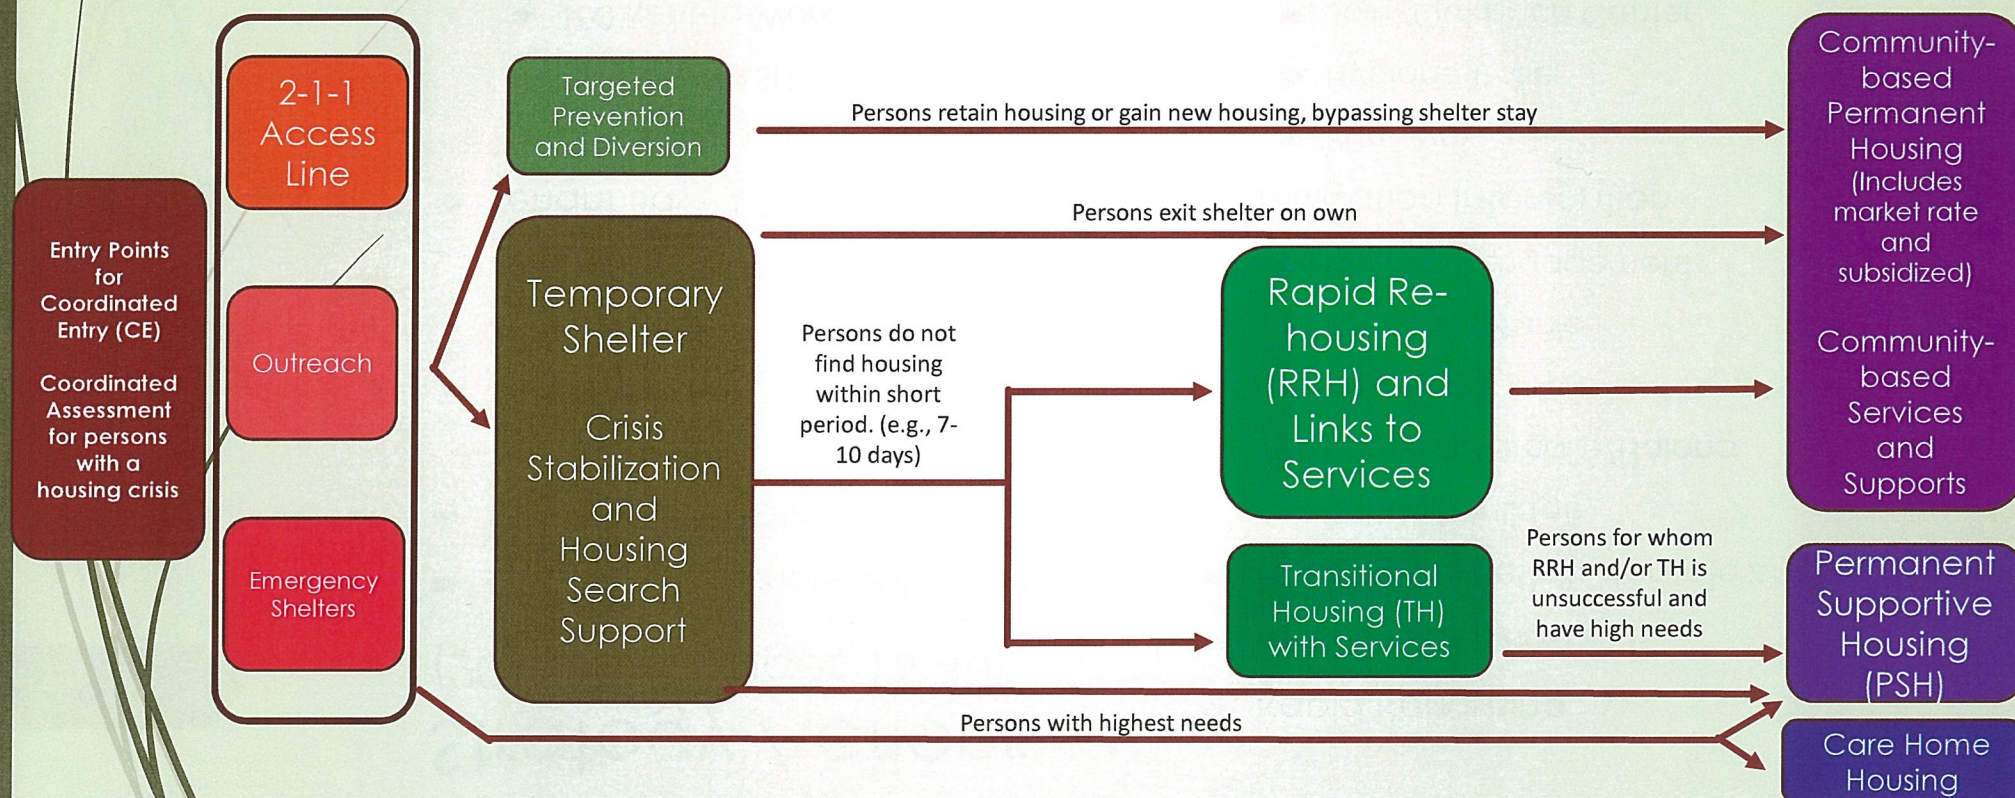 Entry Points
for
Coordinated
Entry (CE)
Coordinated
Assessment
for persons
with a
housing crisis
2-1-1
Access
Line
Outreach
Emergency
Shelters
Targeted
Prevention
and Diversion
Temporary
Shelter
Crisis
Stabilization
and
Housing
Search
Support
Persons retain housing or gain new housing, bypassing shelter stay
Persons exit shelter on own
Persons do not
find housing
within short
period. (e.g., 7-
10 days)
Rapid Re-
housing
(RRH) and
Links to
Services
Transitional
Housing (TH)
with Services
Persons for whom
RRH and/or TH is
unsuccessful and
have high needs
Persons with highest needs
Community-
based
Permanent
Housing
(Includes
market rate
and
subsidized)
Community-
based
Services
and
Supports
Permanent
Supportive
Housing
(PSH)
Care Home
Housing